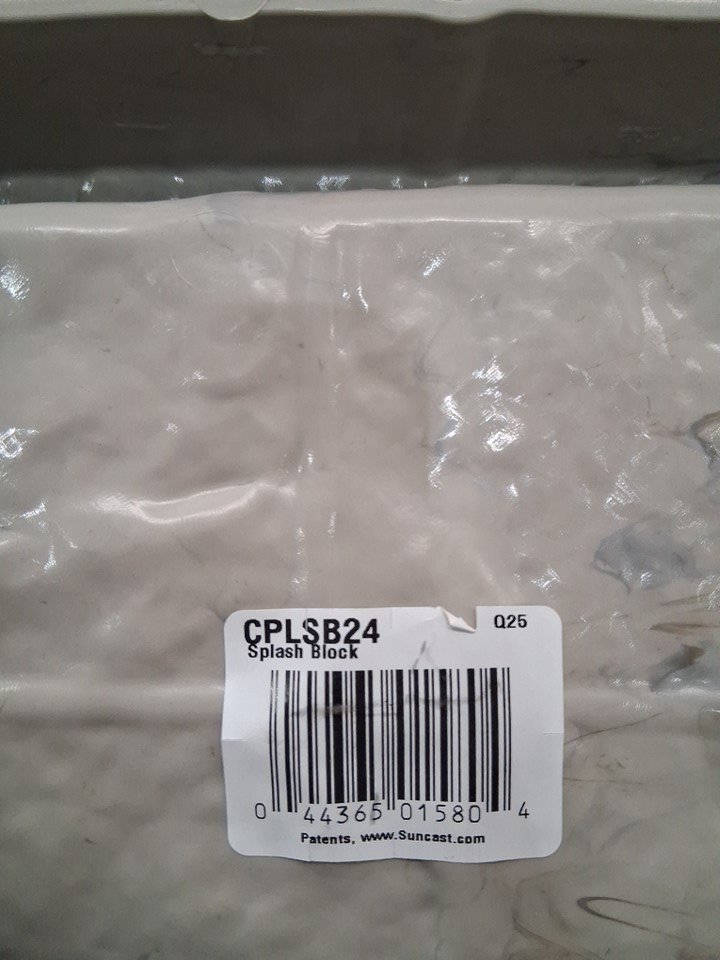 CPLSB24 Q25
Splash Block
0 44365 01580 4
Patents, www.Suncast.com